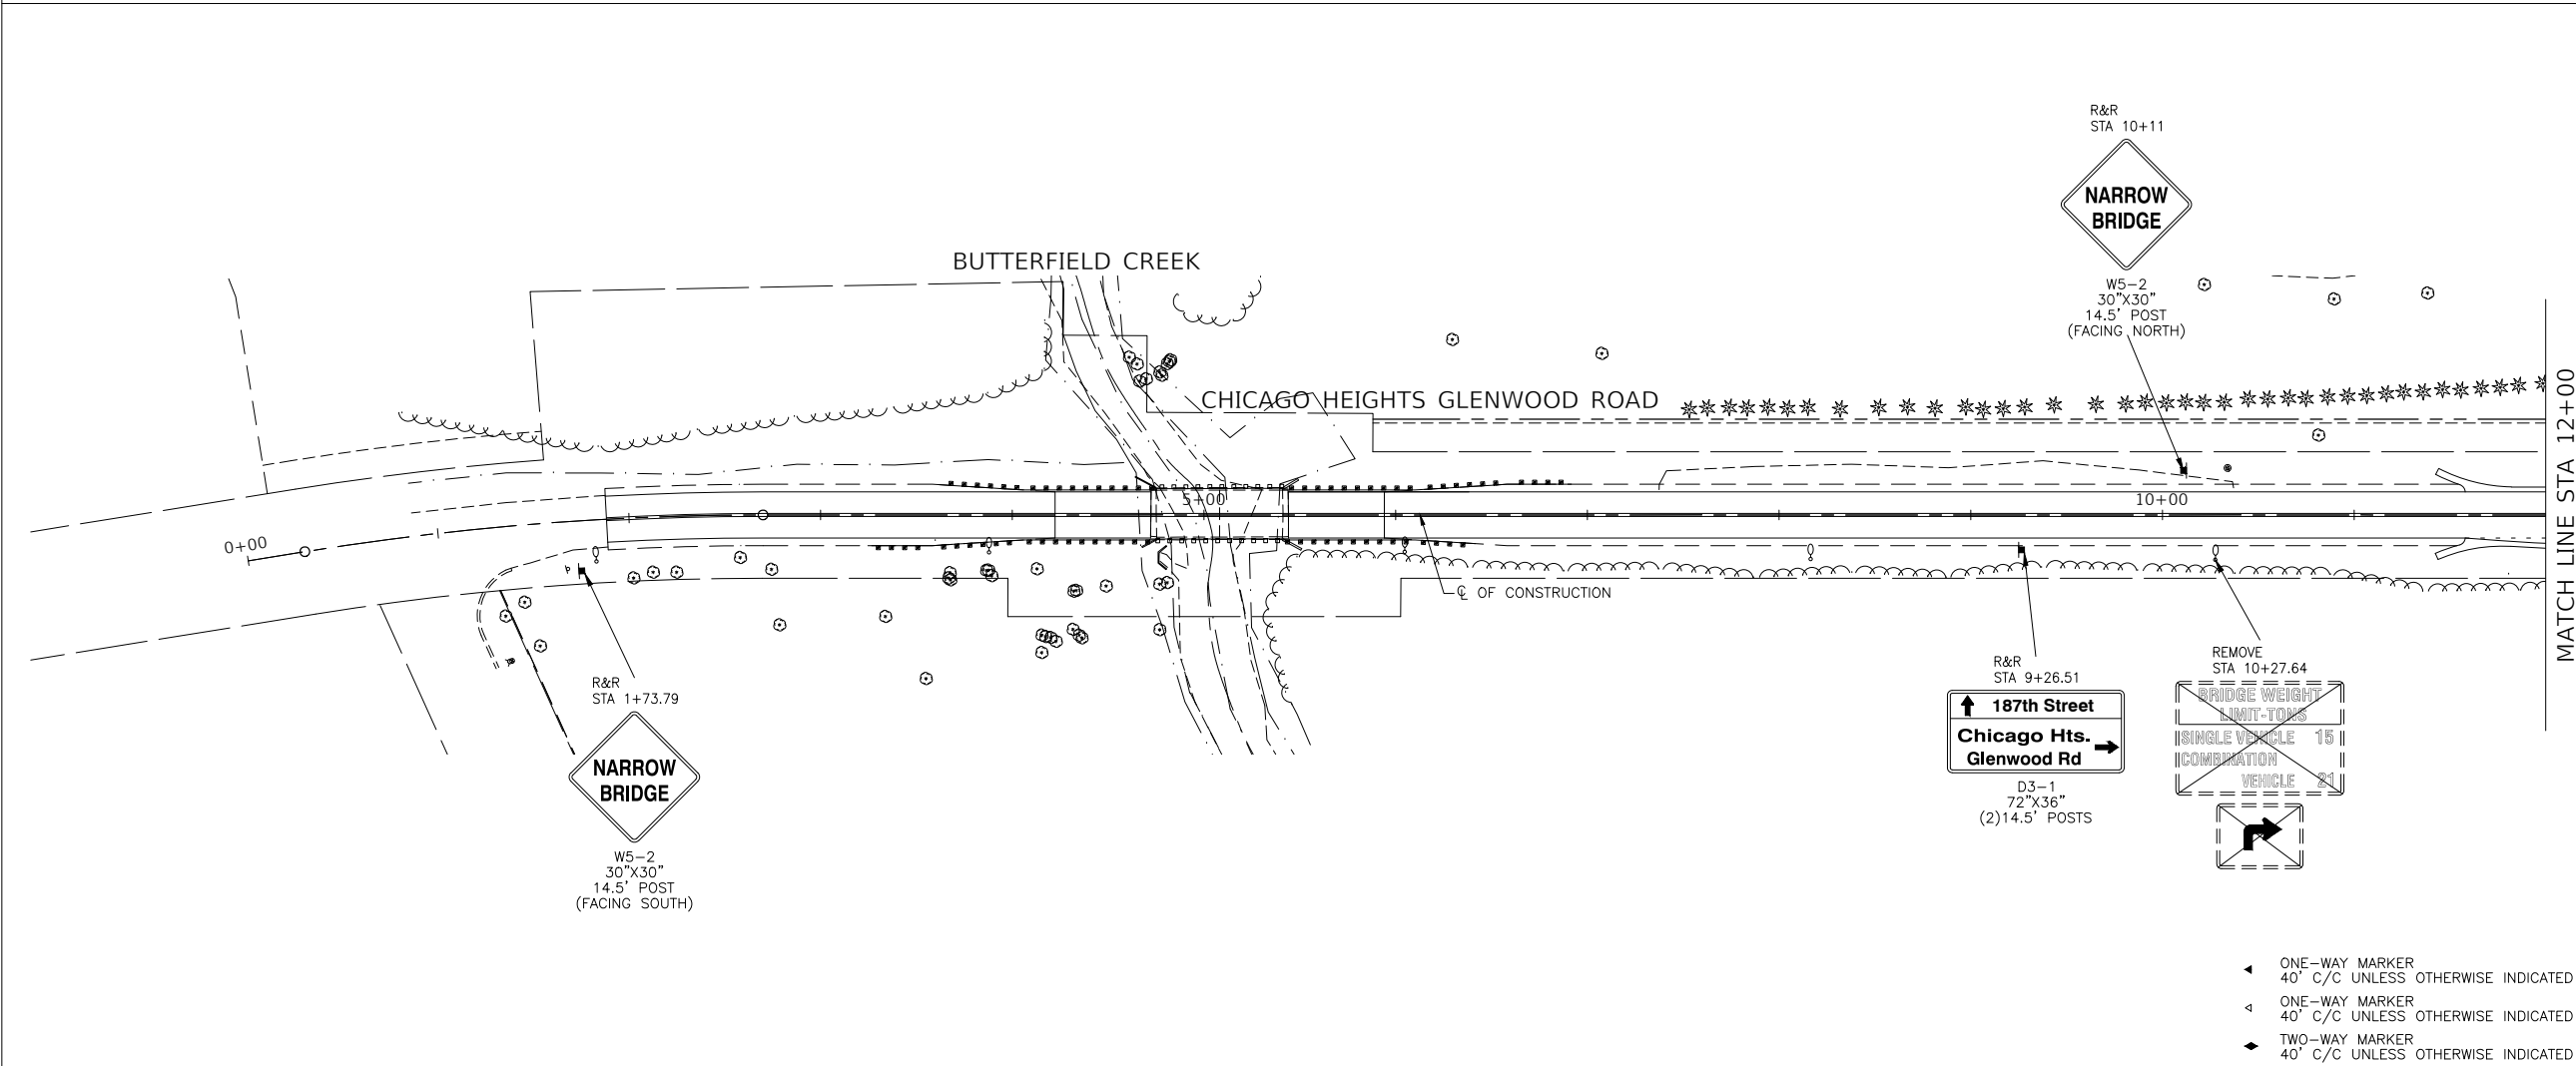 R&R
STA 10+11
NARROW
BRIDGE
W5-2
30"X30"
14.5' POST
(FACING NORTH)
BUTTERFIELD CREEK
CHICAGO HEIGHTS GLENWOOD ROAD
MATCH LINE STA 12+00
0+00
5+00
10+00
℄ OF CONSTRUCTION
R&R
STA 1+73.79
NARROW
BRIDGE
W5-2
30"X30"
14.5' POST
(FACING SOUTH)
R&R
STA 9+26.51
187th Street
Chicago Hts.
Glenwood Rd
D3-1
72"X36"
(2)14.5' POSTS
REMOVE
STA 10+27.64
BRIDGE WEIGHT
LIMIT-TONS
SINGLE VEHICLE 15
COMBINATION
VEHICLE 21
ONE-WAY MARKER
40' C/C UNLESS OTHERWISE INDICATED
ONE-WAY MARKER
40' C/C UNLESS OTHERWISE INDICATED
TWO-WAY MARKER
40' C/C UNLESS OTHERWISE INDICATED